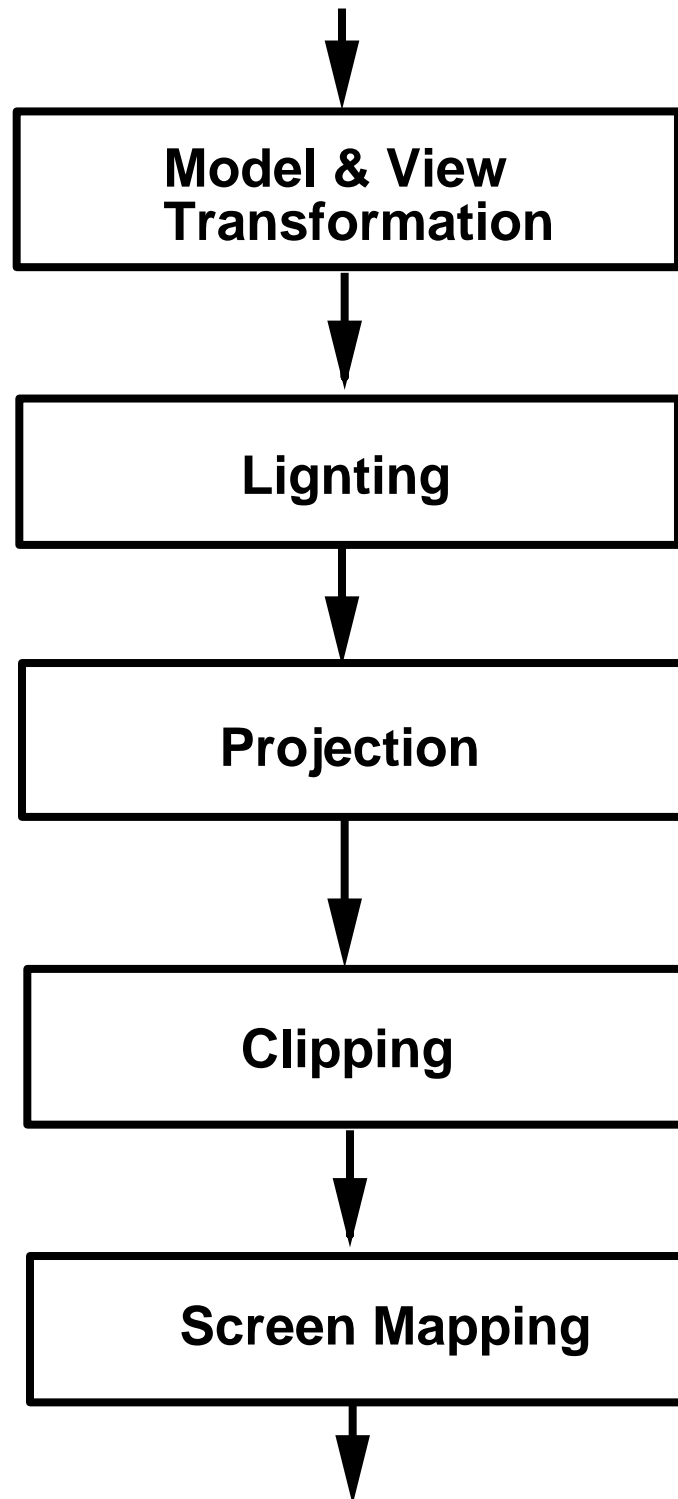 Model & View
Transformation
Lignting
Projection
Clipping
Screen Mapping